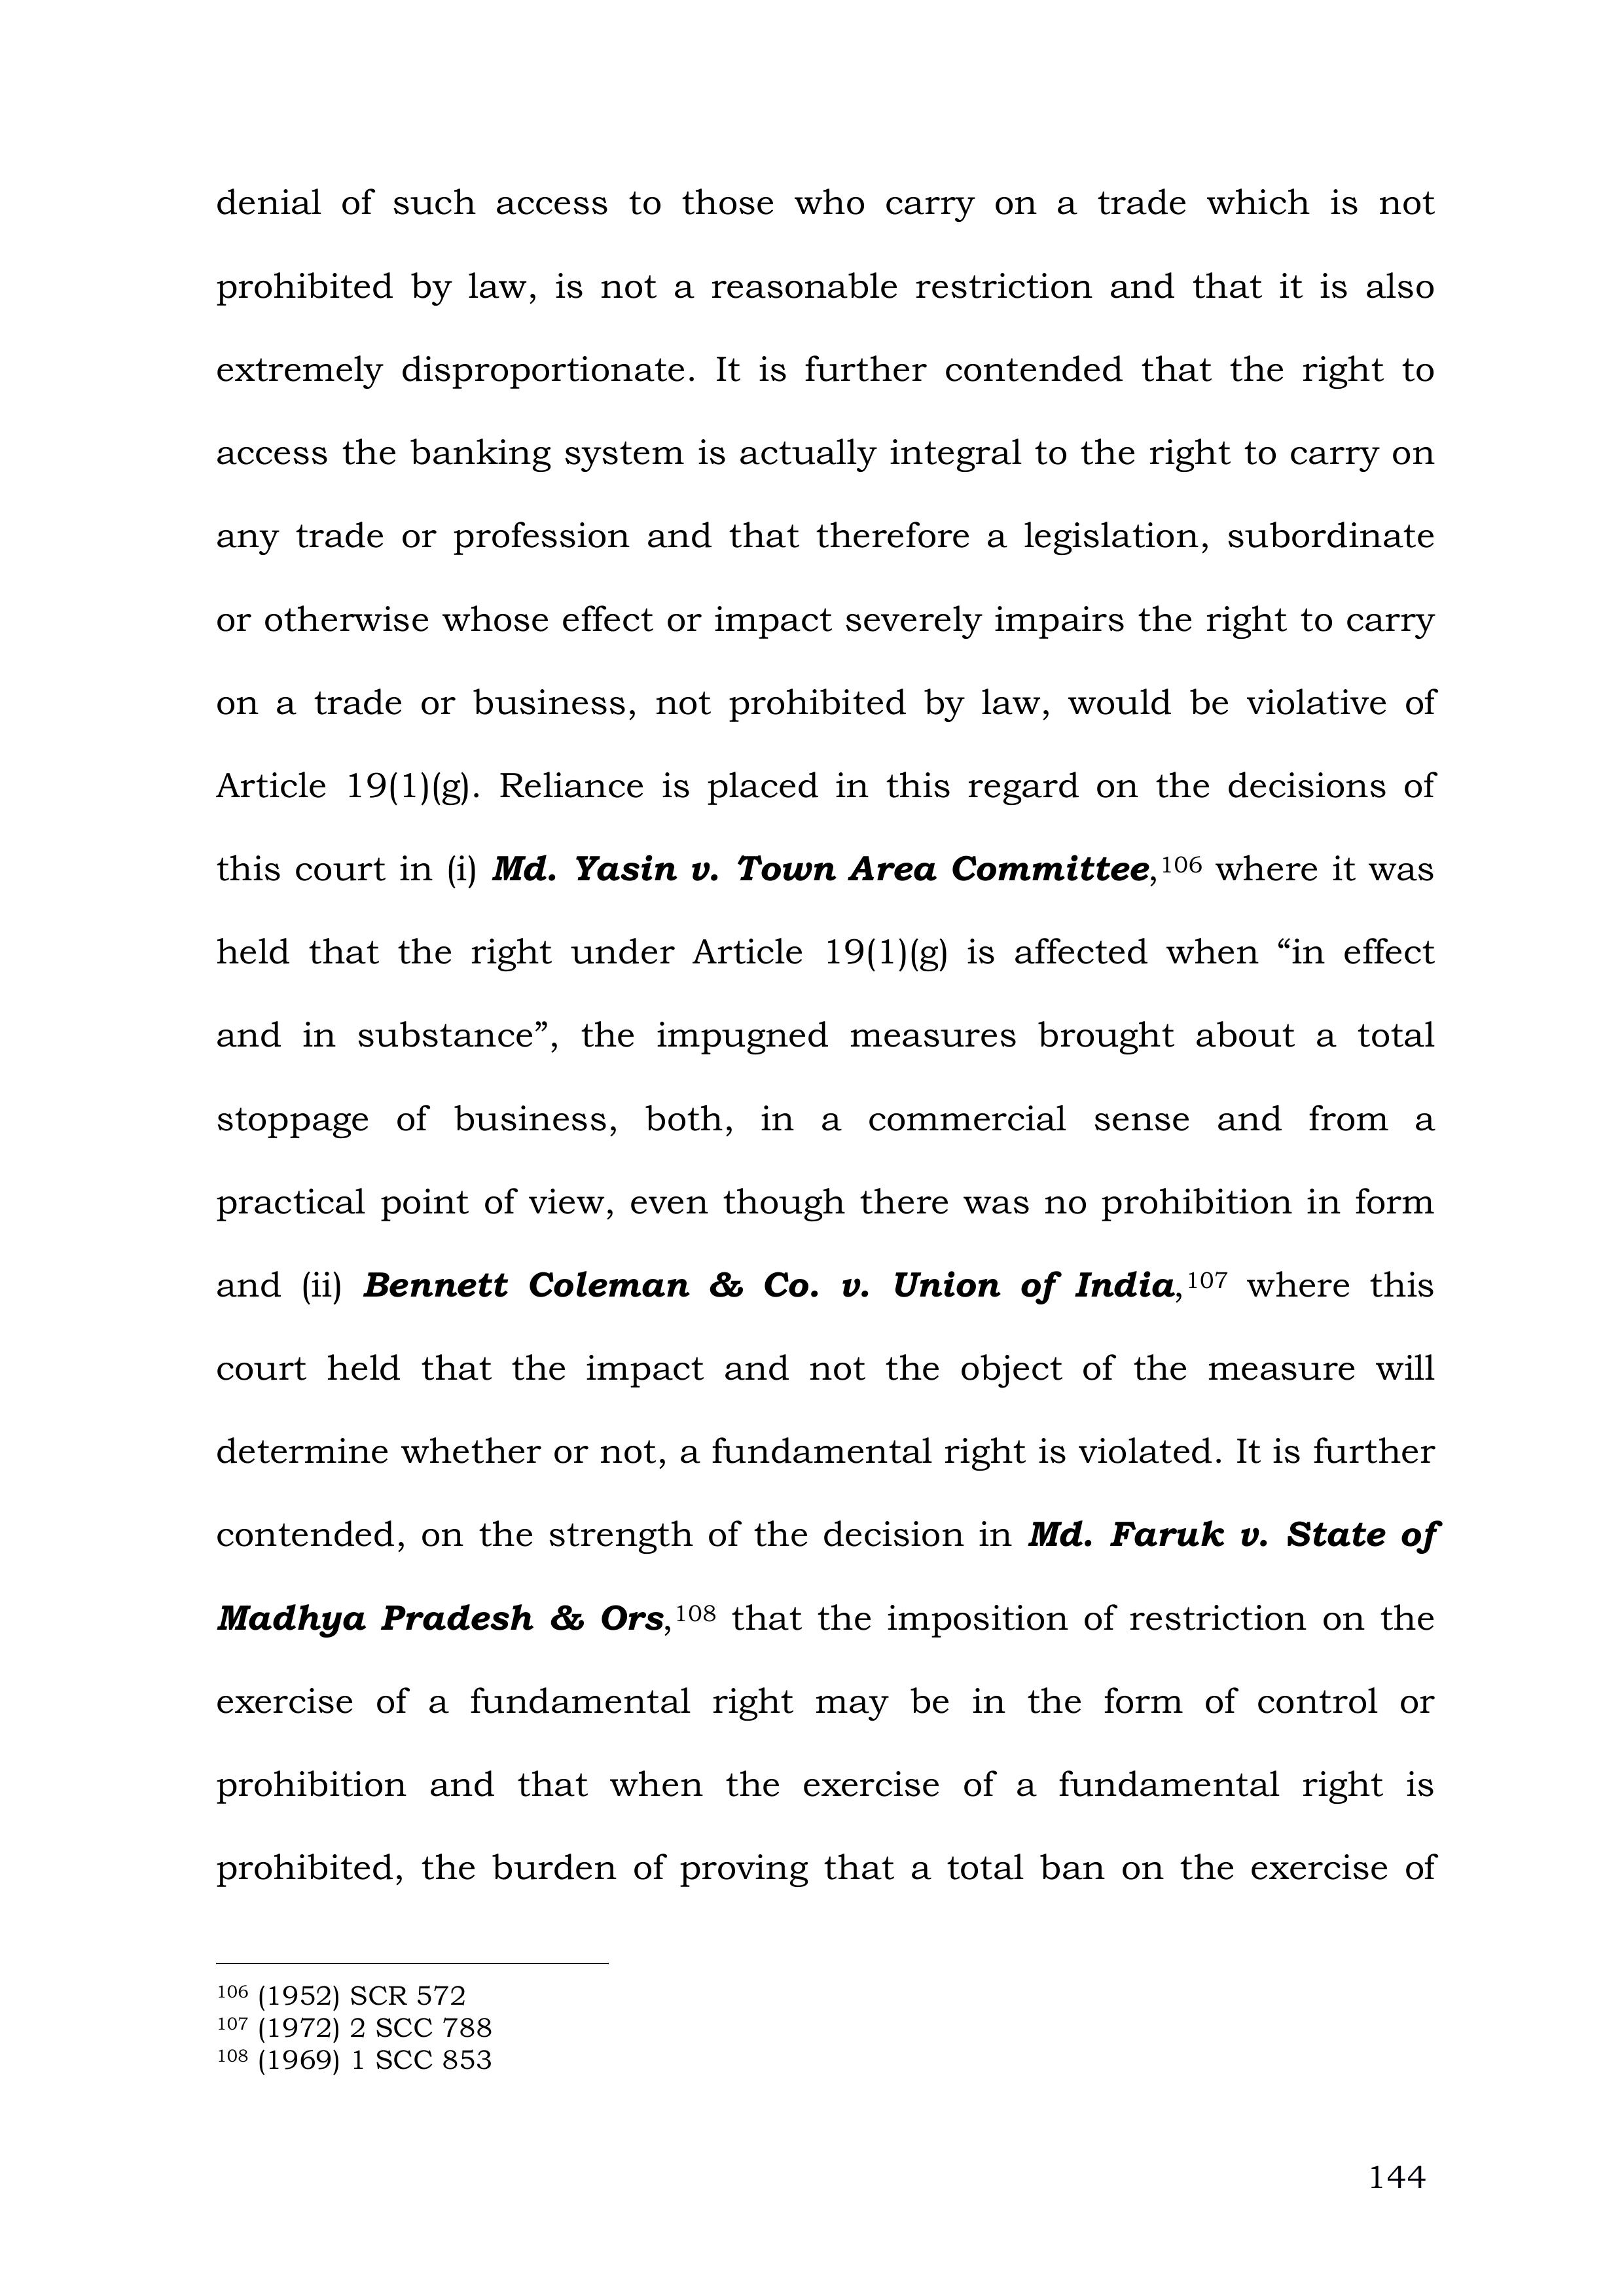 denial of such access to those who carry on a trade which is not
prohibited by law, is not a reasonable restriction and that it is also
extremely disproportionate. It is further contended that the right to
access the banking system is actually integral to the right to carry on
any trade or profession and that therefore a legislation, subordinate
or otherwise whose effect or impact severely impairs the right to carry
on a trade or business, not prohibited by law, would be violative of
Article 19(1)(g). Reliance is placed in this regard on the decisions of
this court in (i) Md. Yasin v. Town Area Committee,106 where it was
held that the right under Article 19(1)(g) is affected when “in effect
and in substance”, the impugned measures brought about a total
stoppage of business, both, in a commercial sense and from a
practical point of view, even though there was no prohibition in form
and (ii) Bennett Coleman & Co. v. Union of India,107 where this
court held that the impact and not the object of the measure will
determine whether or not, a fundamental right is violated. It is further
contended, on the strength of the decision in Md. Faruk v. State of
Madhya Pradesh & Ors,108 that the imposition of restriction on the
exercise of a fundamental right may be in the form of control or
prohibition and that when the exercise of a fundamental right is
prohibited, the burden of proving that a total ban on the exercise of
106 (1952) SCR 572
107 (1972) 2 SCC 788
108 (1969) 1 SCC 853
144